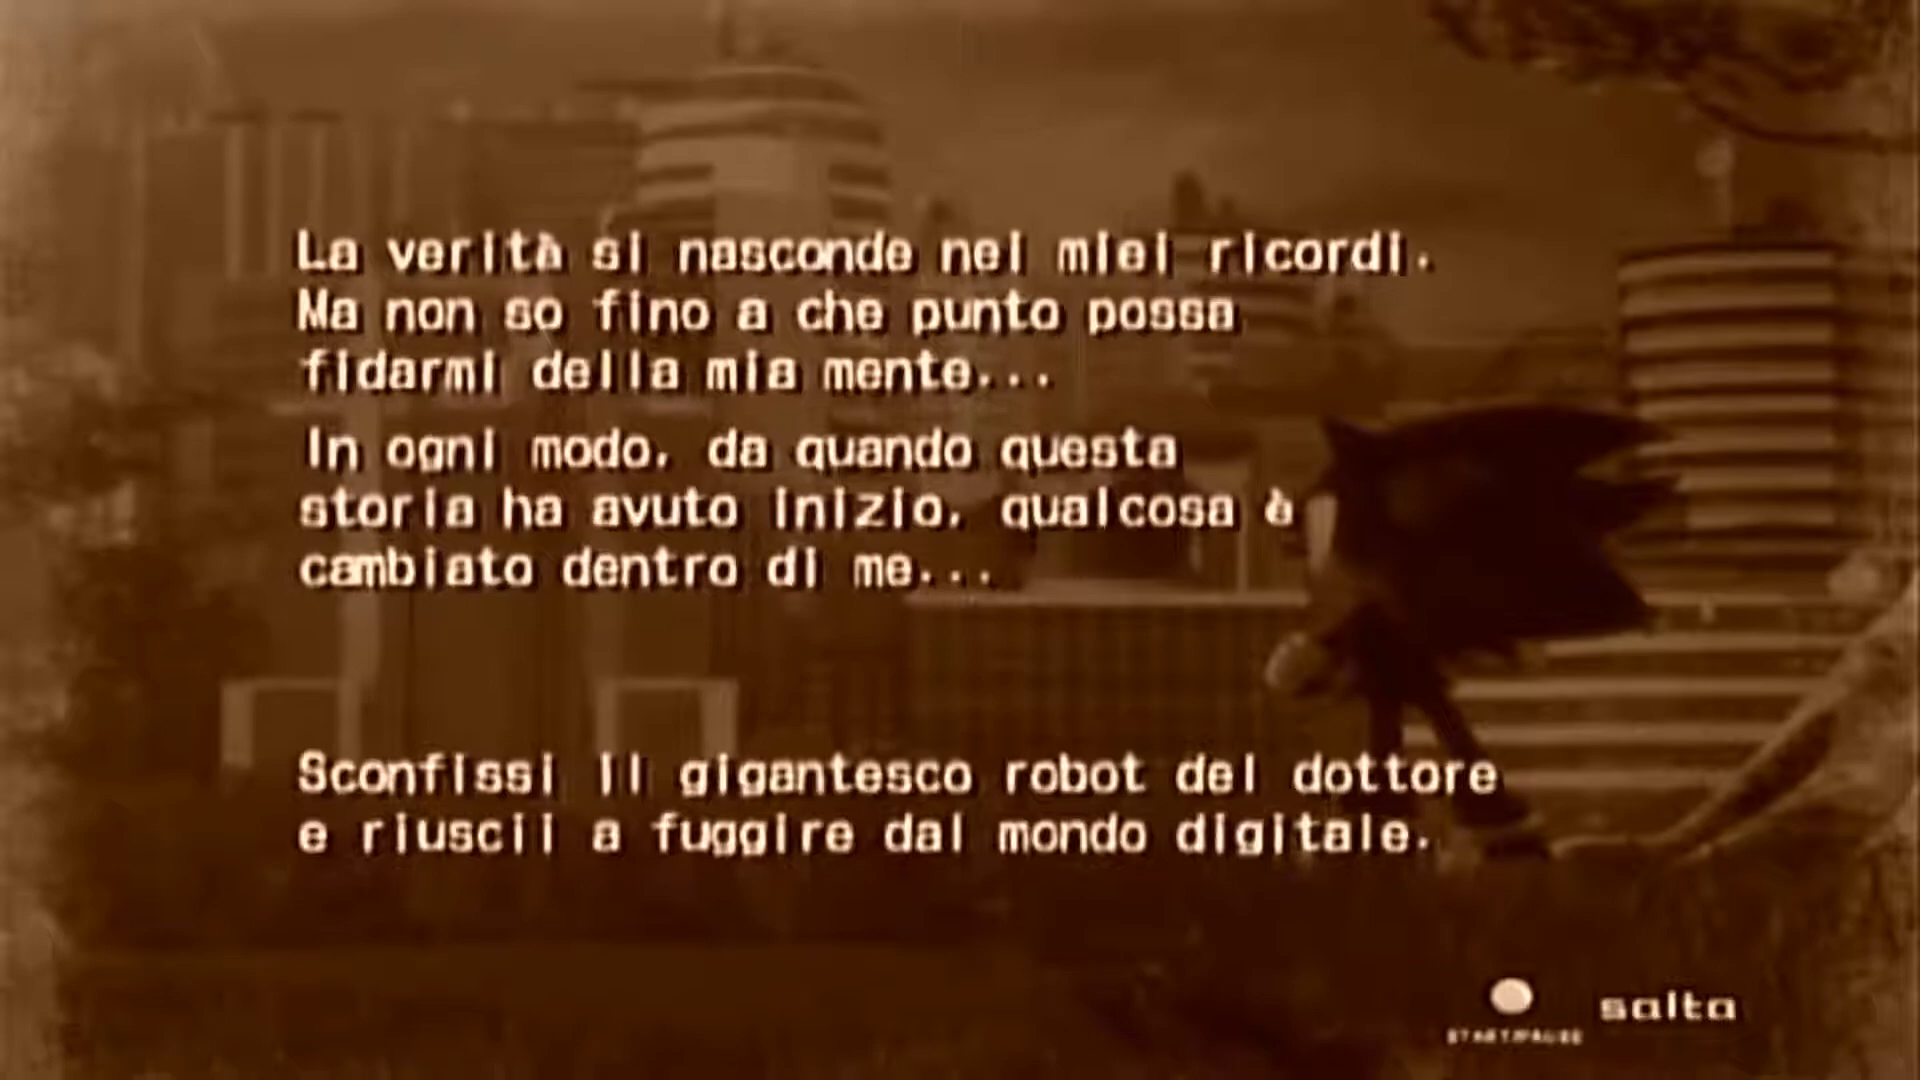 La verità si nasconde nei miei ricordi.
Ma non so fino a che punto possa
fidarmi della mia mente...
In ogni modo, da quando questa
storia ha avuto inizio, qualcosa è
cambiato dentro di me...
Sconfissi il gigantesco robot del dottore
e riuscii a fuggire dal mondo digitale.
salta
START/PAUSE